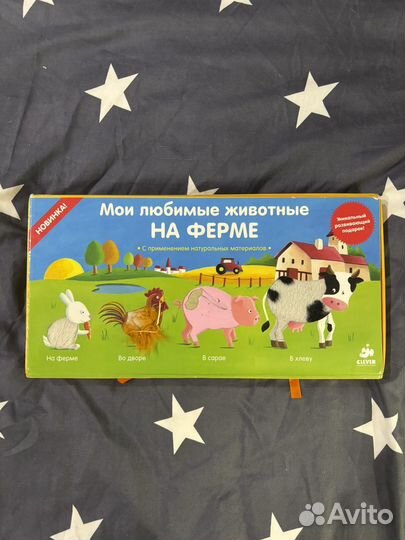 НОВИНКА!
Мои любимые животные
НА ФЕРМЕ
• С применением натуральных материалов •
Уникальный
развивающий
подарок!
На ферме
Во дворе
В сарае
В хлеву
CLEVER
Avito